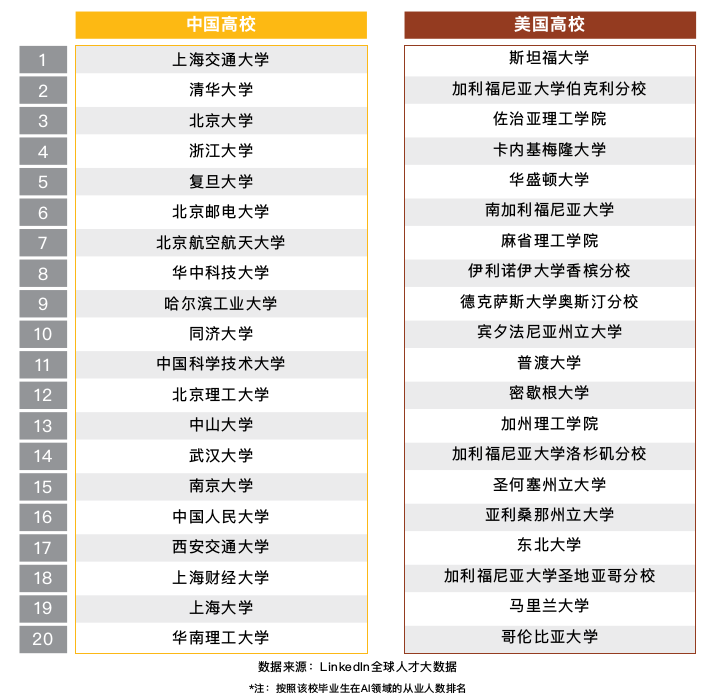 中国高校 美国高校
1 上海交通大学 斯坦福大学
2 清华大学 加利福尼亚大学伯克利分校
3 北京大学 佐治亚理工学院
4 浙江大学 卡内基梅隆大学
5 复旦大学 华盛顿大学
6 北京邮电大学 南加利福尼亚大学
7 北京航空航天大学 麻省理工学院
8 华中科技大学 伊利诺伊大学香槟分校
9 哈尔滨工业大学 德克萨斯大学奥斯汀分校
10 同济大学 宾夕法尼亚州立大学
11 中国科学技术大学 普渡大学
12 北京理工大学 密歇根大学
13 中山大学 加州理工学院
14 武汉大学 加利福尼亚大学洛杉矶分校
15 南京大学 圣何塞州立大学
16 中国人民大学 亚利桑那州立大学
17 西安交通大学 东北大学
18 上海财经大学 加利福尼亚大学圣地亚哥分校
19 上海大学 马里兰大学
20 华南理工大学 哥伦比亚大学
数据来源：LinkedIn全球人才大数据
*注：按照该校毕业生在AI领域的从业人数排名